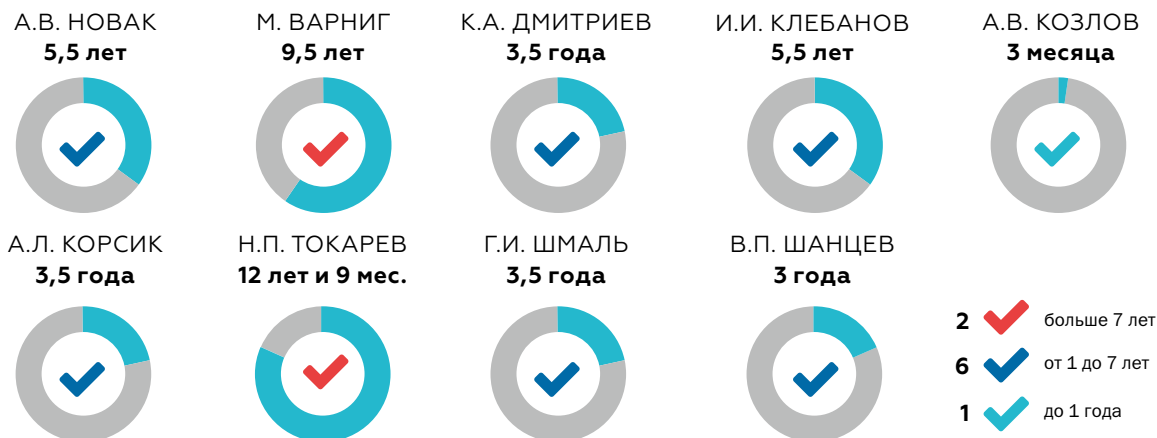 А.В. НОВАК
5,5 лет
М. ВАРНИГ
9,5 лет
К.А. ДМИТРИЕВ
3,5 года
И.И. КЛЕБАНОВ
5,5 лет
А.В. КОЗЛОВ
3 месяца
А.Л. КОРСИК
3,5 года
Н.П. ТОКАРЕВ
12 лет и 9 мес.
Г.И. ШМАЛЬ
3,5 года
В.П. ШАНЦЕВ
3 года
2 больше 7 лет
6 от 1 до 7 лет
1 до 1 года